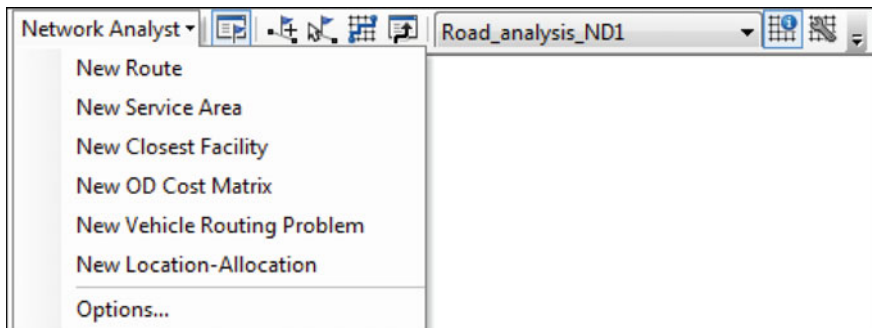 Network Analyst
Road_analysis_ND1
New Route
New Service Area
New Closest Facility
New OD Cost Matrix
New Vehicle Routing Problem
New Location-Allocation
Options...